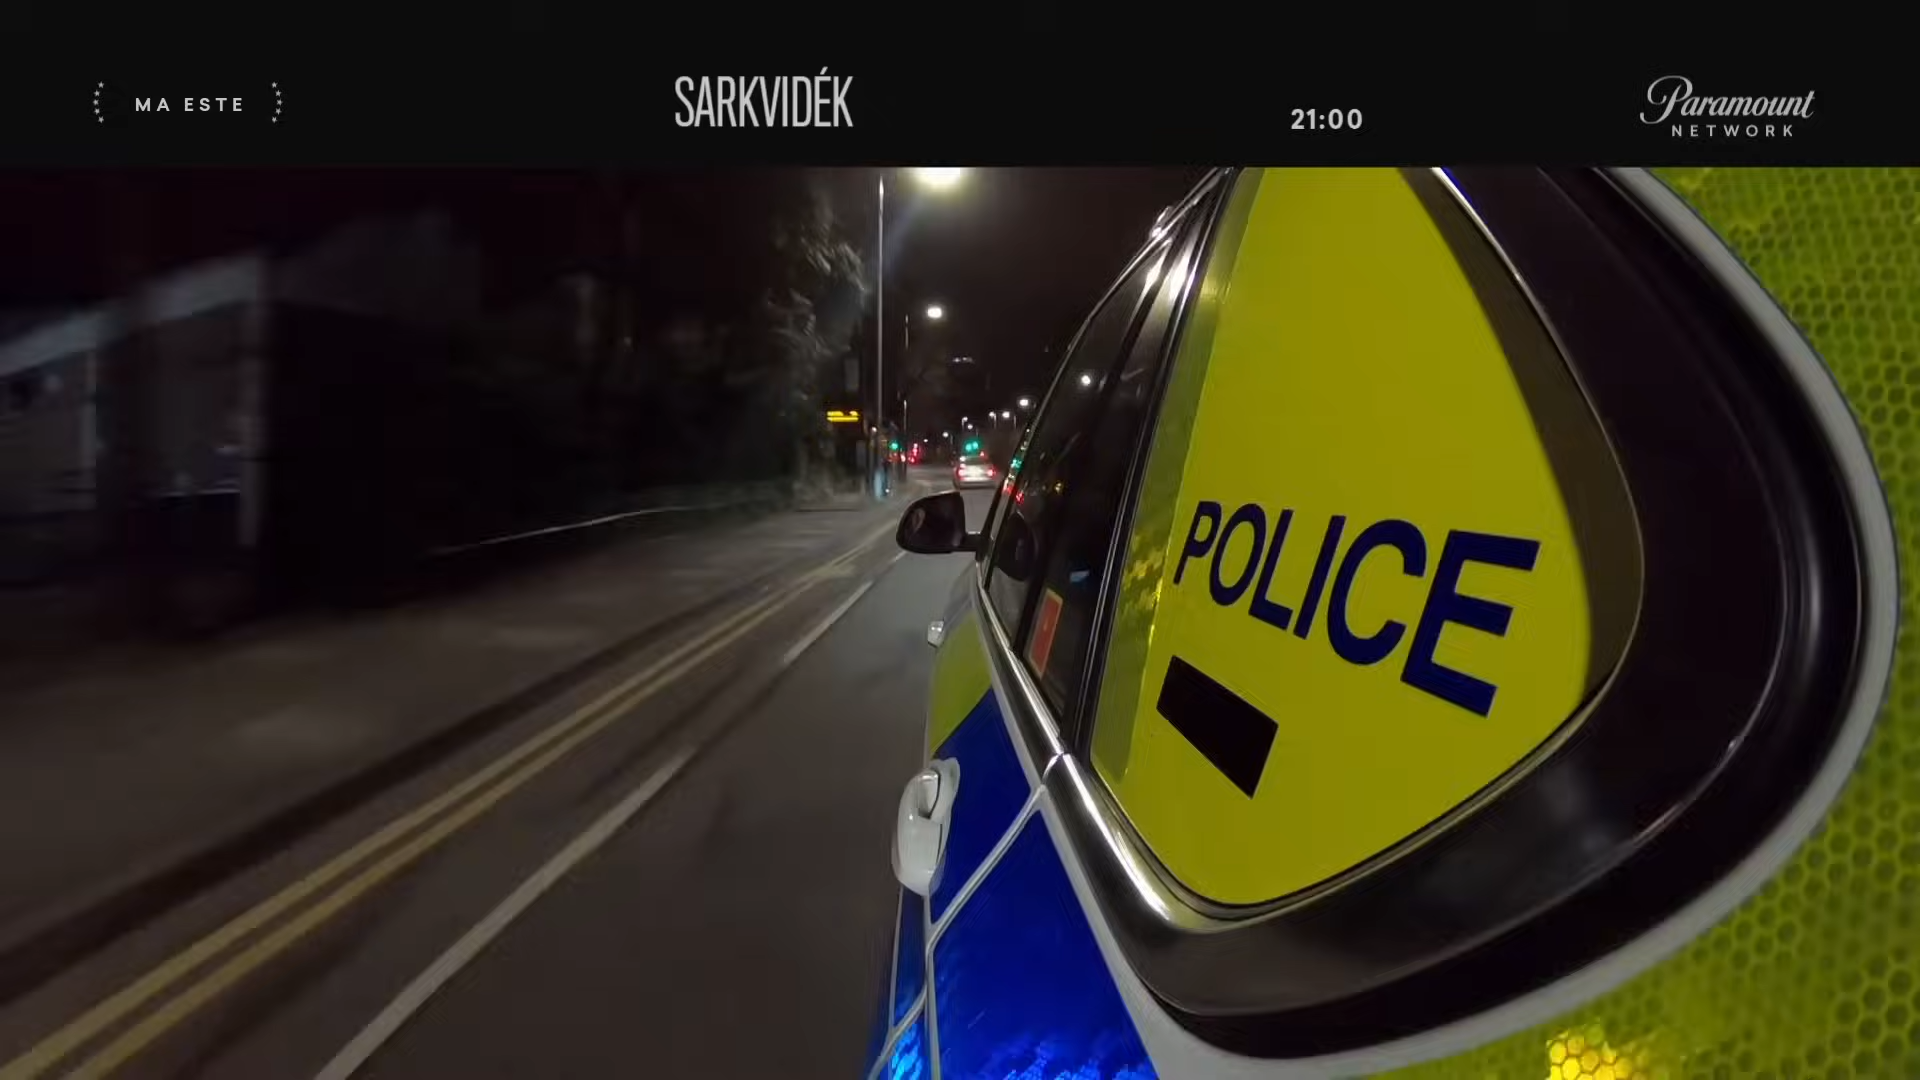 MA ESTE
SARKVIDÉK
21:00
Paramount
NETWORK
POLICE